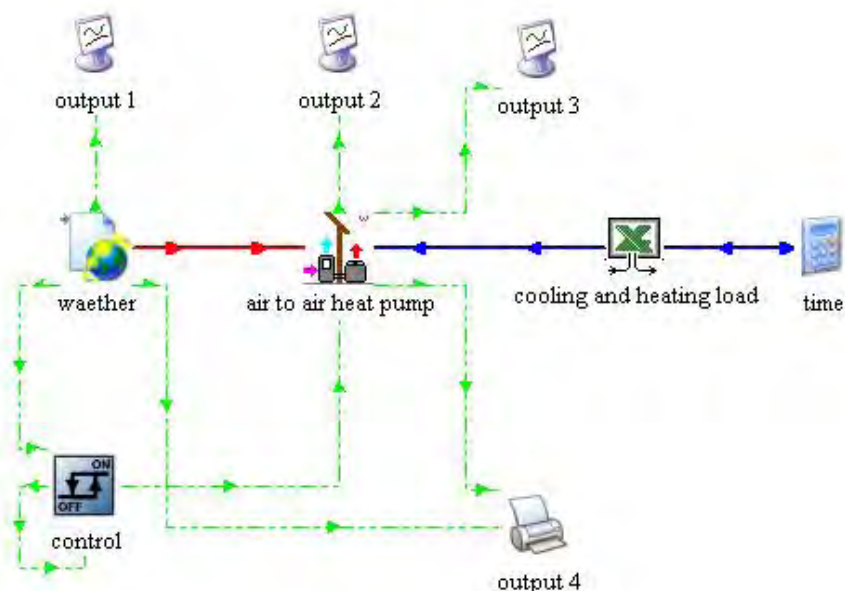 output 1
output 2
output 3
waether
air to air heat pump
cooling and heating load
time
ON
OFF
control
output 4